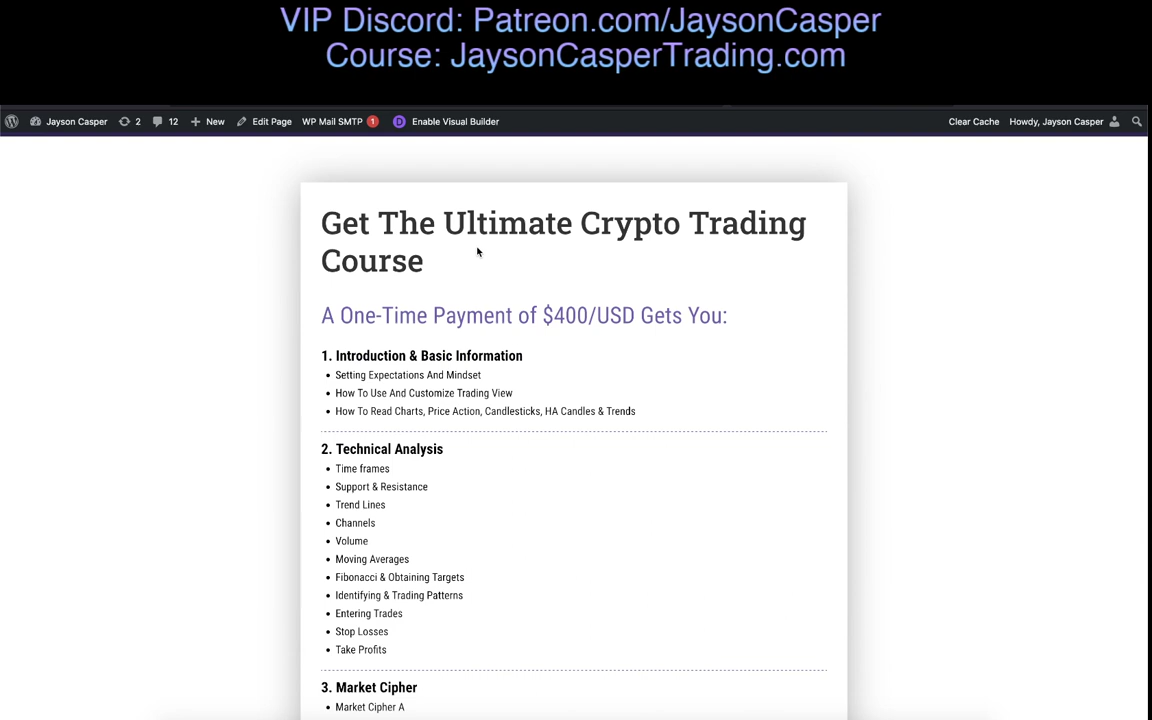 VIP Discord: Patreon.com/JaysonCasper
Course: JaysonCasperTrading.com
Jayson Casper 2 12 New Edit Page WP Mail SMTP 1 D Enable Visual Builder Clear Cache Howdy, Jayson Casper
Get The Ultimate Crypto Trading
Course
A One-Time Payment of $400/USD Gets You:
1. Introduction & Basic Information
• Setting Expectations And Mindset
• How To Use And Customize Trading View
• How To Read Charts, Price Action, Candlesticks, HA Candles & Trends
2. Technical Analysis
• Time frames
• Support & Resistance
• Trend Lines
• Channels
• Volume
• Moving Averages
• Fibonacci & Obtaining Targets
• Identifying & Trading Patterns
• Entering Trades
• Stop Losses
• Take Profits
3. Market Cipher
• Market Cipher A